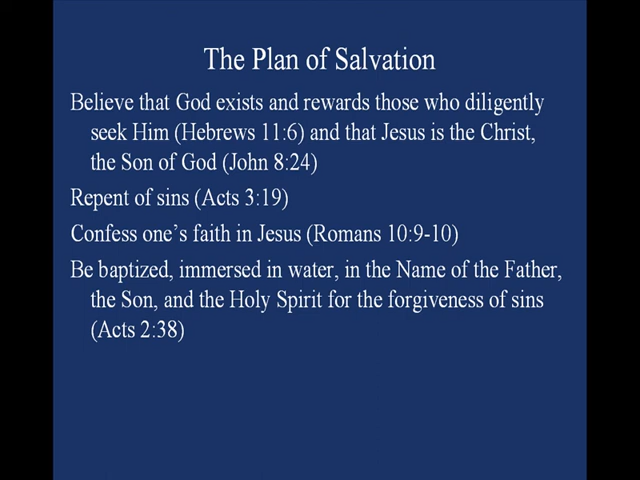 The Plan of Salvation
Believe that God exists and rewards those who diligently
seek Him (Hebrews 11:6) and that Jesus is the Christ,
the Son of God (John 8:24)
Repent of sins (Acts 3:19)
Confess one’s faith in Jesus (Romans 10:9-10)
Be baptized, immersed in water, in the Name of the Father,
the Son, and the Holy Spirit for the forgiveness of sins
(Acts 2:38)